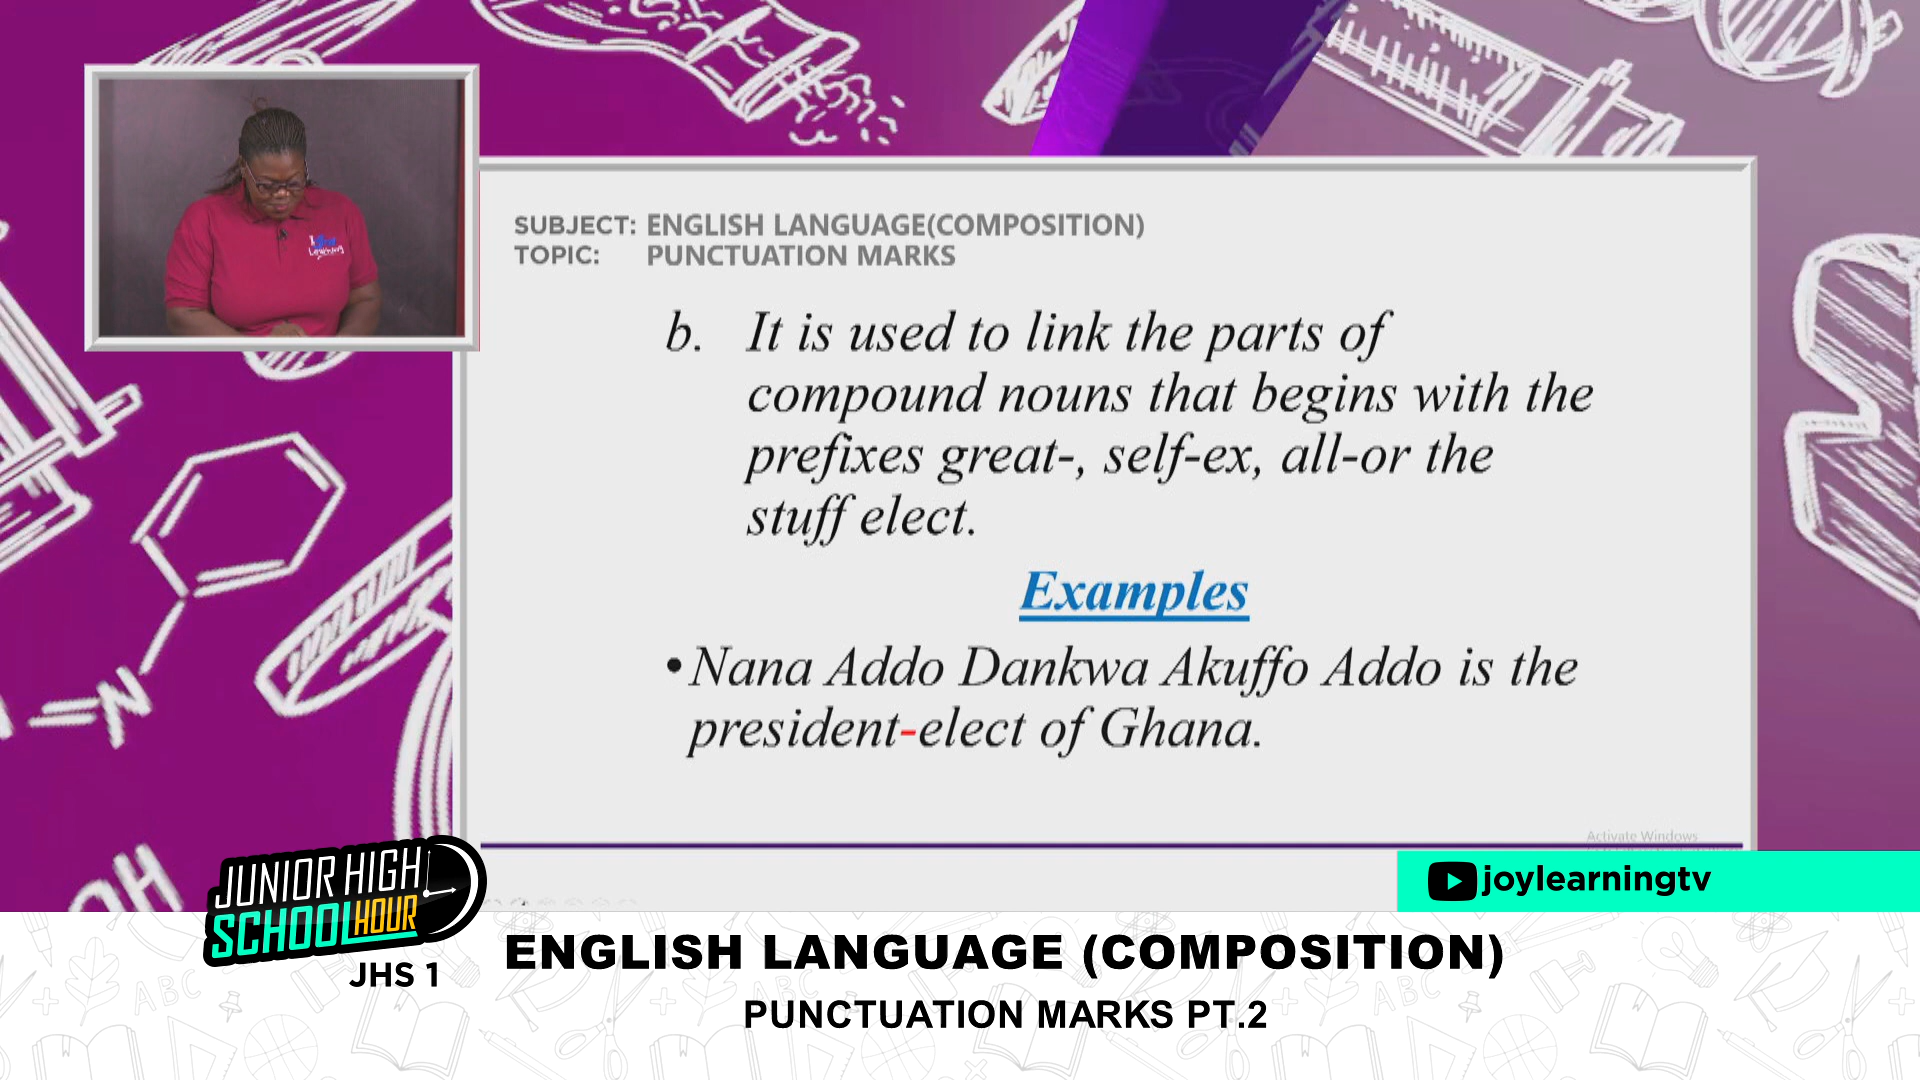 SUBJECT: ENGLISH LANGUAGE(COMPOSITION)
TOPIC: PUNCTUATION MARKS
b. It is used to link the parts of
compound nouns that begins with the
prefixes great-, self-ex, all-or the
stuff elect.
Examples
•Nana Addo Dankwa Akuffo Addo is the
president-elect of Ghana.
Activate Windows
joylearningtv
JUNIOR HIGH
SCHOOL HOUR
JHS 1
ENGLISH LANGUAGE (COMPOSITION)
PUNCTUATION MARKS PT.2
ABC
ABC